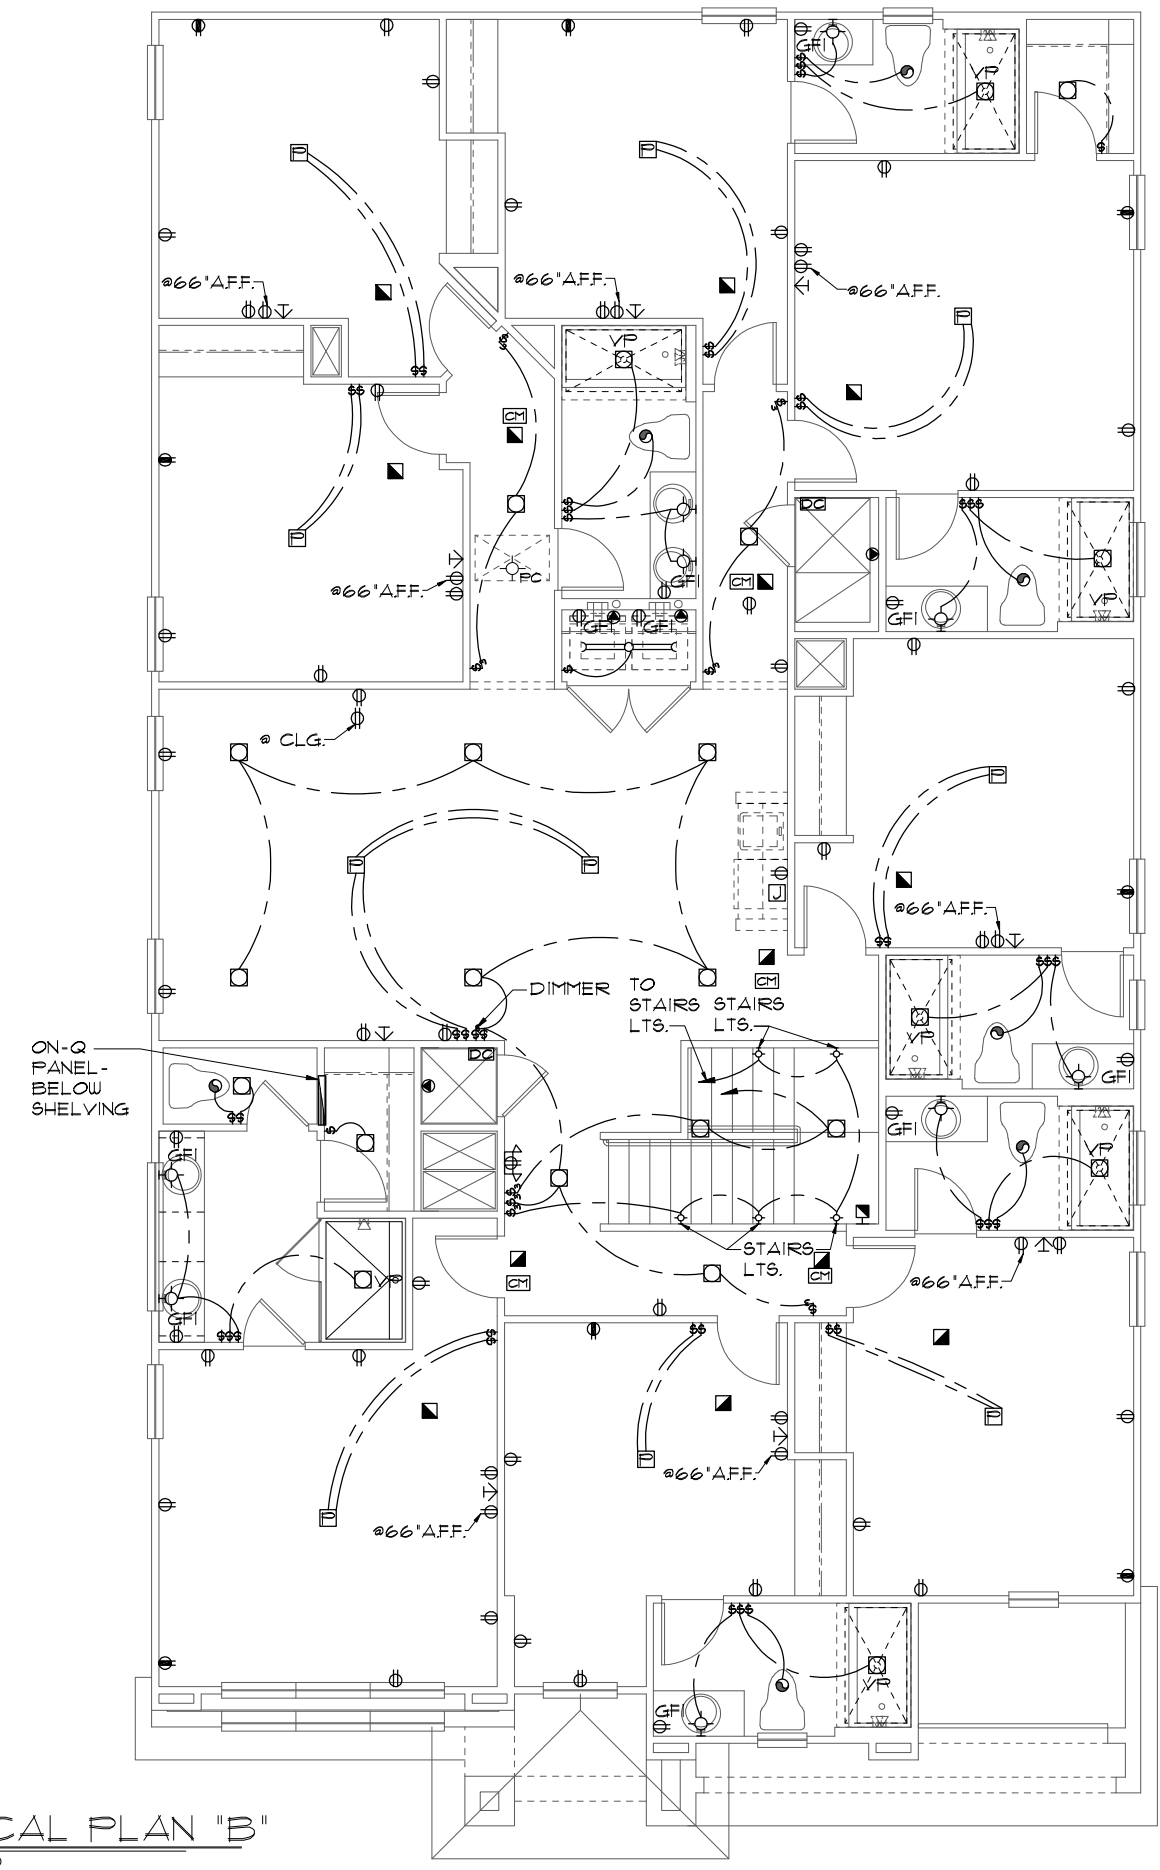 GFI
$$$
VP
$
@66"A.F.F.
@66"A.F.F.
@66"A.F.F.
VP
$$
$$
$$
$$
CM
$$$
DC
$$$
@66"A.F.F.
PC
GFI
CM
VP
GFI
GFI
GFI
$
@ CLG.
J
$$
@66"A.F.F.
CM
DIMMER
TO
STAIRS
LTS.
STAIRS
LTS.
$$$$
$$$
DC
VP
GFI
ON-Q
PANEL-
BELOW
SHELVING
$$
$
GFI
GFI
VP
$$$
STAIRS
LTS.
CM
CM
@66"A.F.F.
VP
GFI
$$$
$$
$$
$$
@66"A.F.F.
@66"A.F.F.
$$$
VP
GFI
CAL PLAN "B"